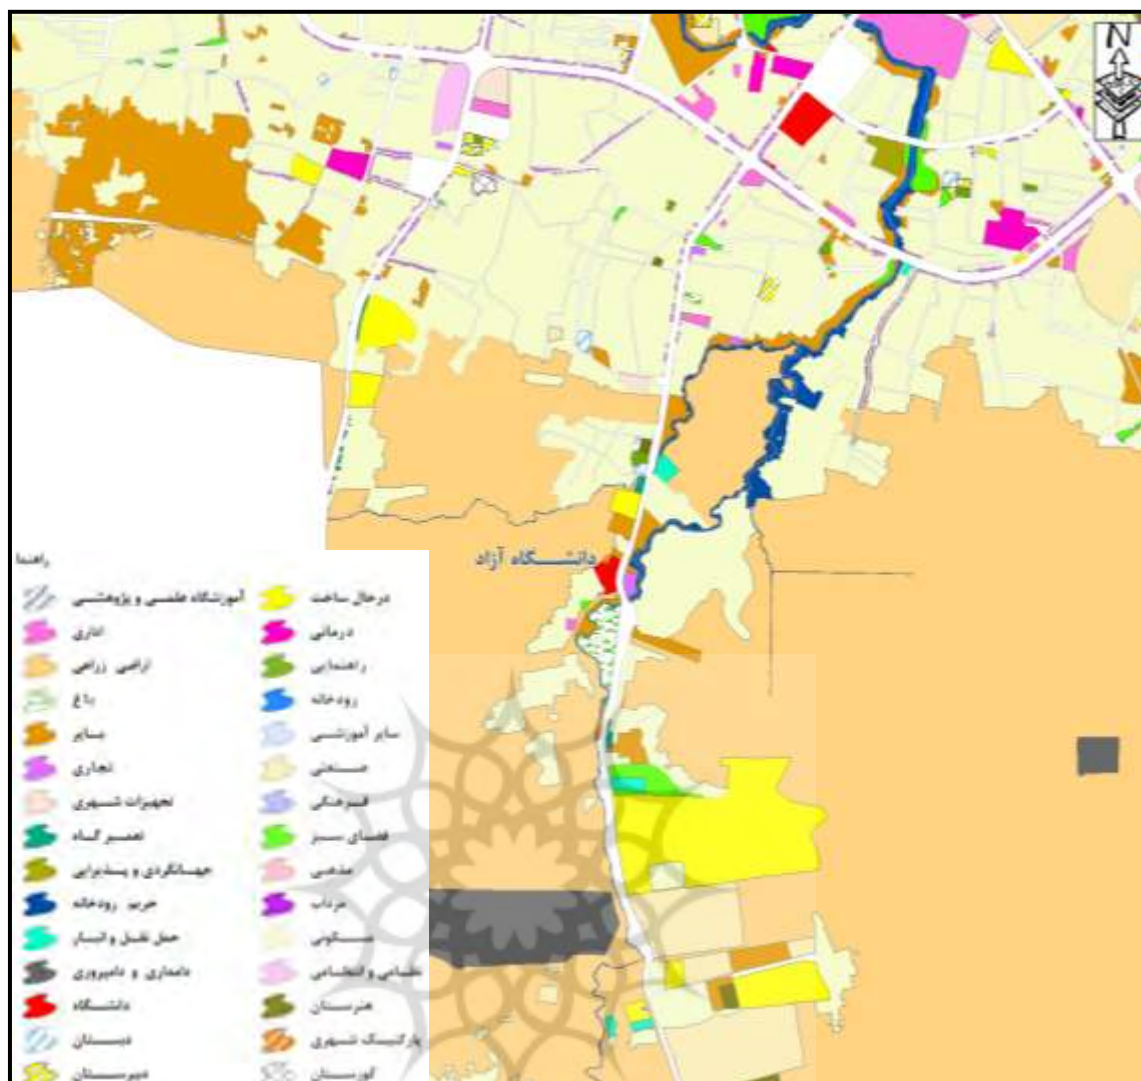 N
دانشگاه آزاد
راهنما
درحال ساخت آموزشگاه علمی و پژوهشی
درمانی اداری
راهنمایی اراضی زراعی
رودخانه باغ
سایر آموزشی سایر
صنعتی تجاری
فرهنگی تجهیزات شهری
فضای سبز تعمیر گاه
مذهبی جهانگردی و پذیرایی
مرداب حریم رودخانه
مسکونی حمل نقل و انبار
نظامی و انتظامی دامداری و دامپروری
هنرستان دانشگاه
پارکینگ شهری دبستان
گورستان دبیرستان